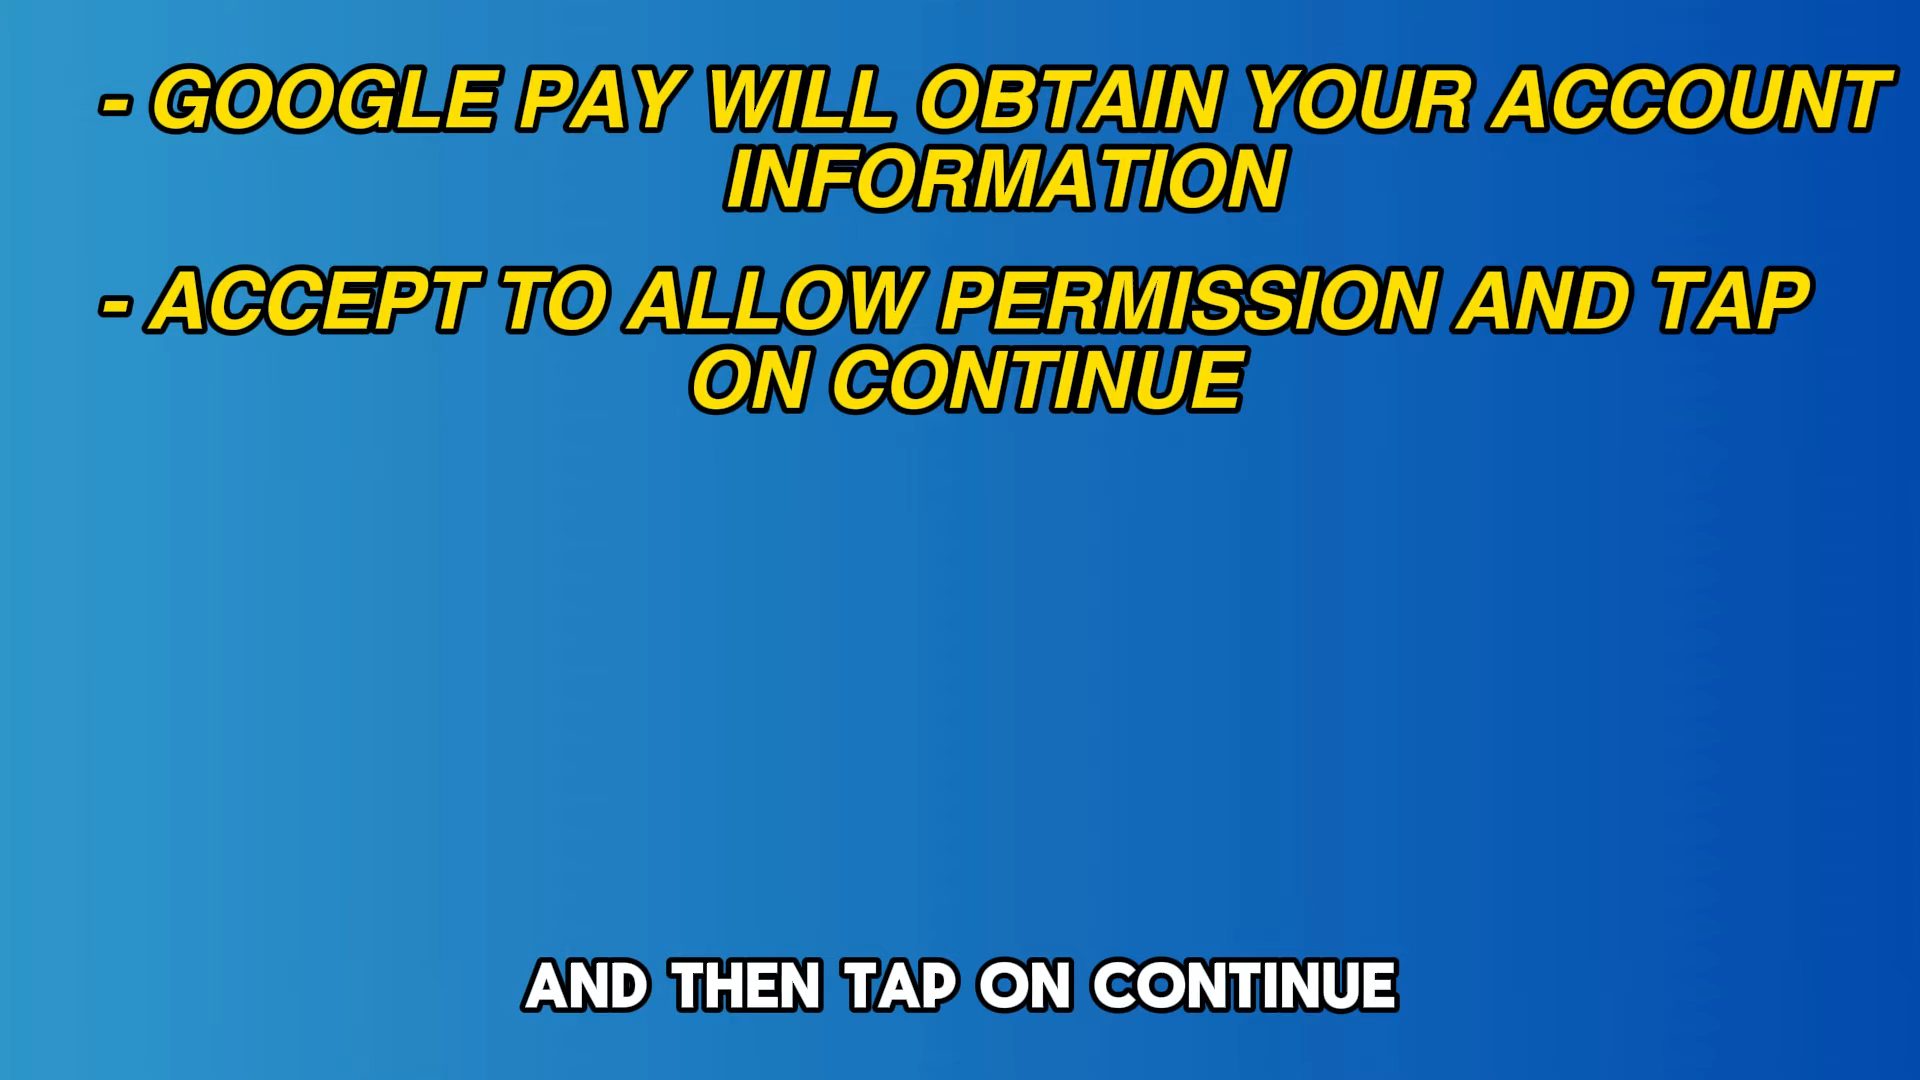 - GOOGLE PAY WILL OBTAIN YOUR ACCOUNT
INFORMATION
- ACCEPT TO ALLOW PERMISSION AND TAP
ON CONTINUE
AND THEN TAP ON CONTINUE